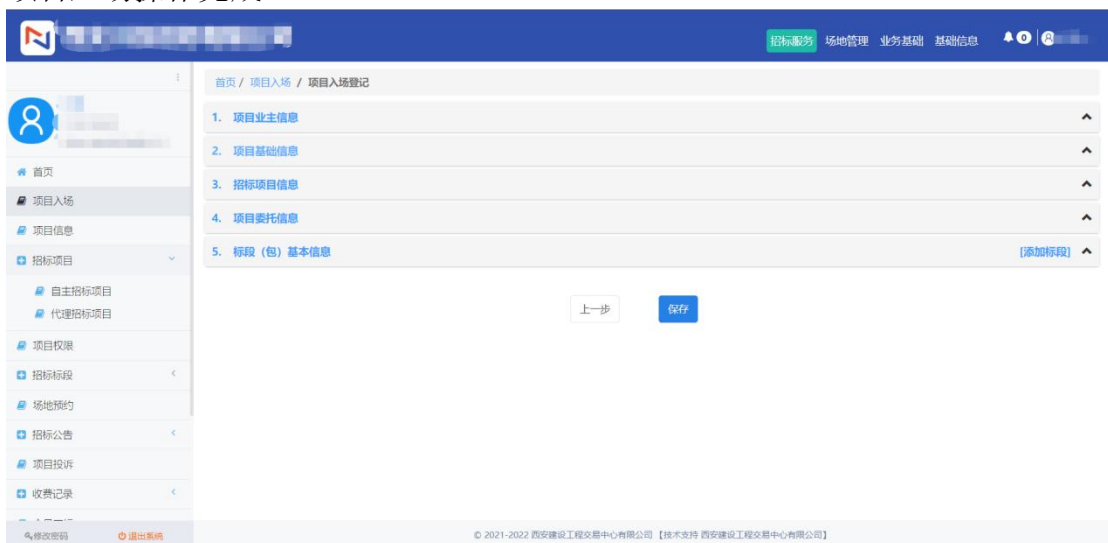 招标服务 场地管理 业务基础 基础信息 0
首页 / 项目入场 / 项目入场登记
1. 项目业主信息
2. 项目基础信息
3. 招标项目信息
4. 项目委托信息
5. 标段（包）基本信息 [添加标段]
上一步 保存
首页
项目入场
项目信息
招标项目
自主招标项目
代理招标项目
项目权限
招标标段
场地预约
招标公告
项目投诉
收费记录
修改密码 退出系统
© 2021-2022 西安建设工程交易中心有限公司 【技术支持 西安建设工程交易中心有限公司】